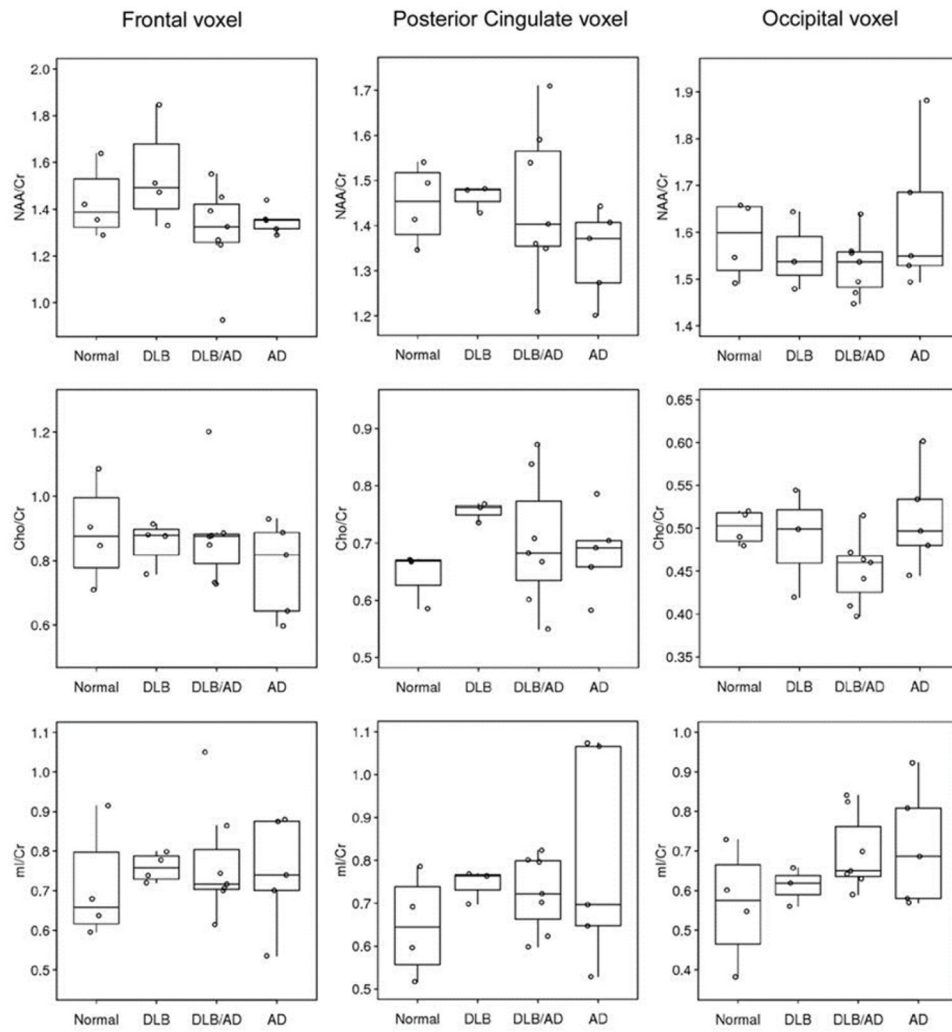 Frontal voxel
Posterior Cingulate voxel
Occipital voxel
NAA/Cr
2.0
1.8
1.6
1.4
1.2
1.0
Normal DLB DLB/AD AD
NAA/Cr
1.7
1.6
1.5
1.4
1.3
1.2
Normal DLB DLB/AD AD
NAA/Cr
1.9
1.8
1.7
1.6
1.5
1.4
Normal DLB DLB/AD AD
Cho/Cr
1.2
1.0
0.8
0.6
Normal DLB DLB/AD AD
Cho/Cr
0.9
0.8
0.7
0.6
0.5
Normal DLB DLB/AD AD
Cho/Cr
0.65
0.60
0.55
0.50
0.45
0.40
0.35
Normal DLB DLB/AD AD
mI/Cr
1.1
1.0
0.9
0.8
0.7
0.6
0.5
Normal DLB DLB/AD AD
mI/Cr
1.1
1.0
0.9
0.8
0.7
0.6
0.5
Normal DLB DLB/AD AD
mI/Cr
1.0
0.9
0.8
0.7
0.6
0.5
0.4
Normal DLB DLB/AD AD